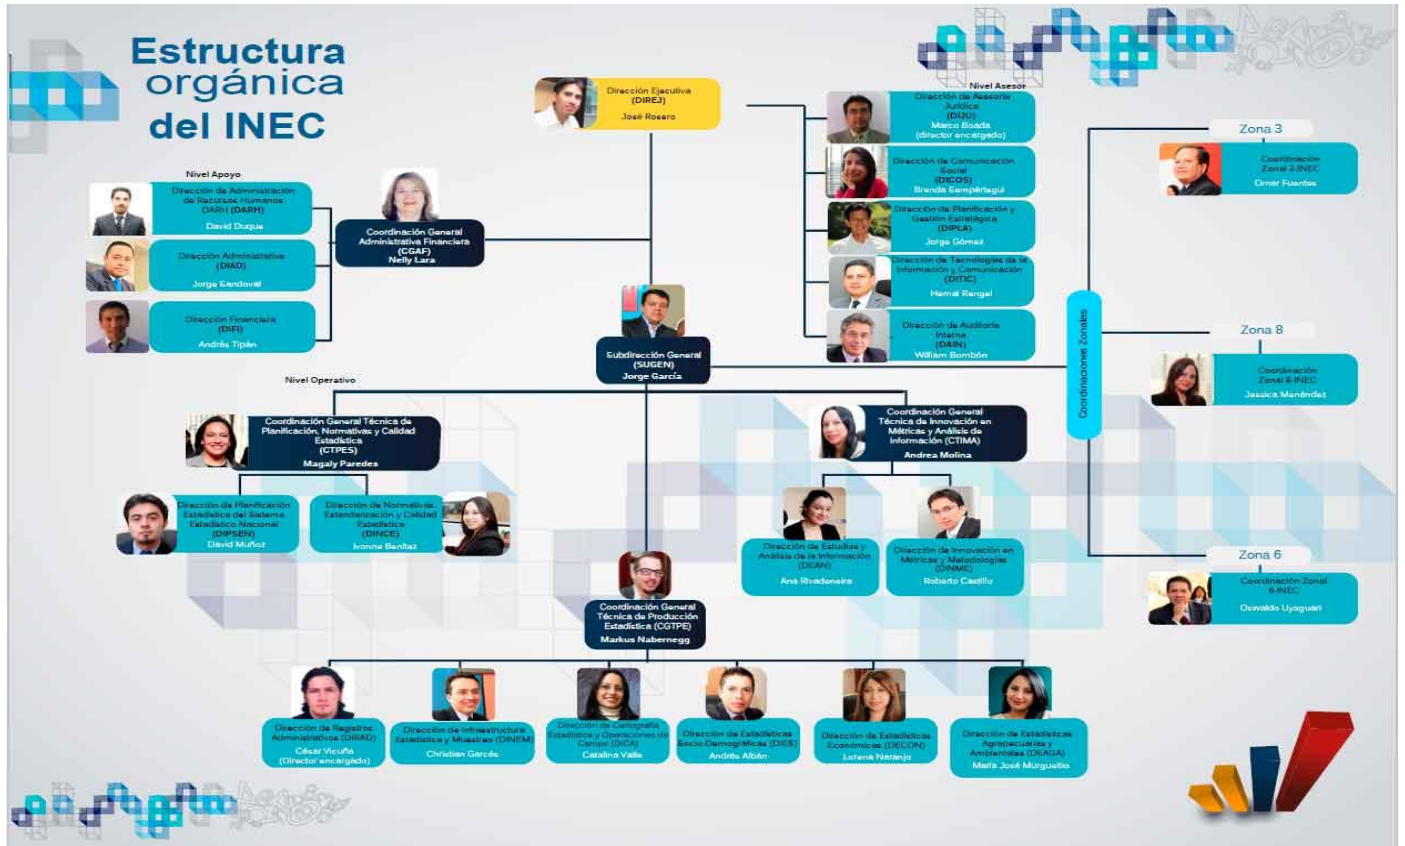 Estructura
orgánica
del INEC
Dirección Ejecutiva
(DIREJ)
José Rosero
Nivel Asesor
Dirección de Asesoría
Jurídica
(DIJU)
Marco Boada
(director encargado)
Dirección de Comunicación
Social
(DICOS)
Brenda Sempértegui
Dirección de Planificación y
Gestión Estratégica
(DIPLA)
Jorge Gómez
Dirección de Tecnologías de la
Información y Comunicación
(DITIC)
Rengel
Dirección de Auditoría
Interna
(DAIN)
William Bombón
Nivel Apoyo
Dirección de Administración
de Recursos Humanos
DARH (DARH)
David Duque
Dirección Administrativa
(DIAD)
Jorge Sandoval
Dirección Financiera
(DIFI)
Andrés Tipán
Coordinación General
Administrativa Financiera
(CGAF)
Nelly Lara
Subdirección General
(SUGEN)
Jorge García
Coordinaciones Zonales
Zona 3
Coordinación
Omar Fuentes
Zona 8
Coordinación
Zonal 8-INEC
Jessica Menéndez
Zona 6
Coordinación Zonal
6-INEC
Oswaldo Uyaguari
Nivel Operativo
Coordinación General Técnica de
Planificación, Normativas y Calidad
Estadística
(CTPES)
Magaly Paredes
Dirección de Planificación
Estadística del Sistema
Estadístico Nacional
(DIPSEN)
David Muñoz
Dirección de Normativas,
Estandarización y Calidad
Estadística
(DINCE)
Ivonne Benítez
Coordinación General
Técnica de Innovación en
Métricas y Análisis de
Información (CTIMA)
Andrea Molina
Dirección de Estudios y
Análisis de la Información
Ana Rivadeneira
Dirección de Innovación en
Métricas y Metodologías
(DINME)
Roberto Castillo
Coordinación General
Técnica de Producción
Estadística (CGTPE)
Markus Nabernegg
Dirección de Registros
Administrativos (DIRAD)
César Vicuña
(Director encargado)
Dirección de Infraestructura
Estadística y Muestreo (DINEM)
Christian Garcés
Dirección de Cartografía
Estadística y Operaciones de
Campo (DICA)
Catalina Valle
Dirección de Estadísticas
Socio-Demográficas (DIES)
Andrés Albán
Dirección de Estadísticas
Económicas (DECON)
Lorena Naranjo
Dirección de Estadísticas
Agropecuarias y
Ambientales (DEAGA)
María José Murgueitio